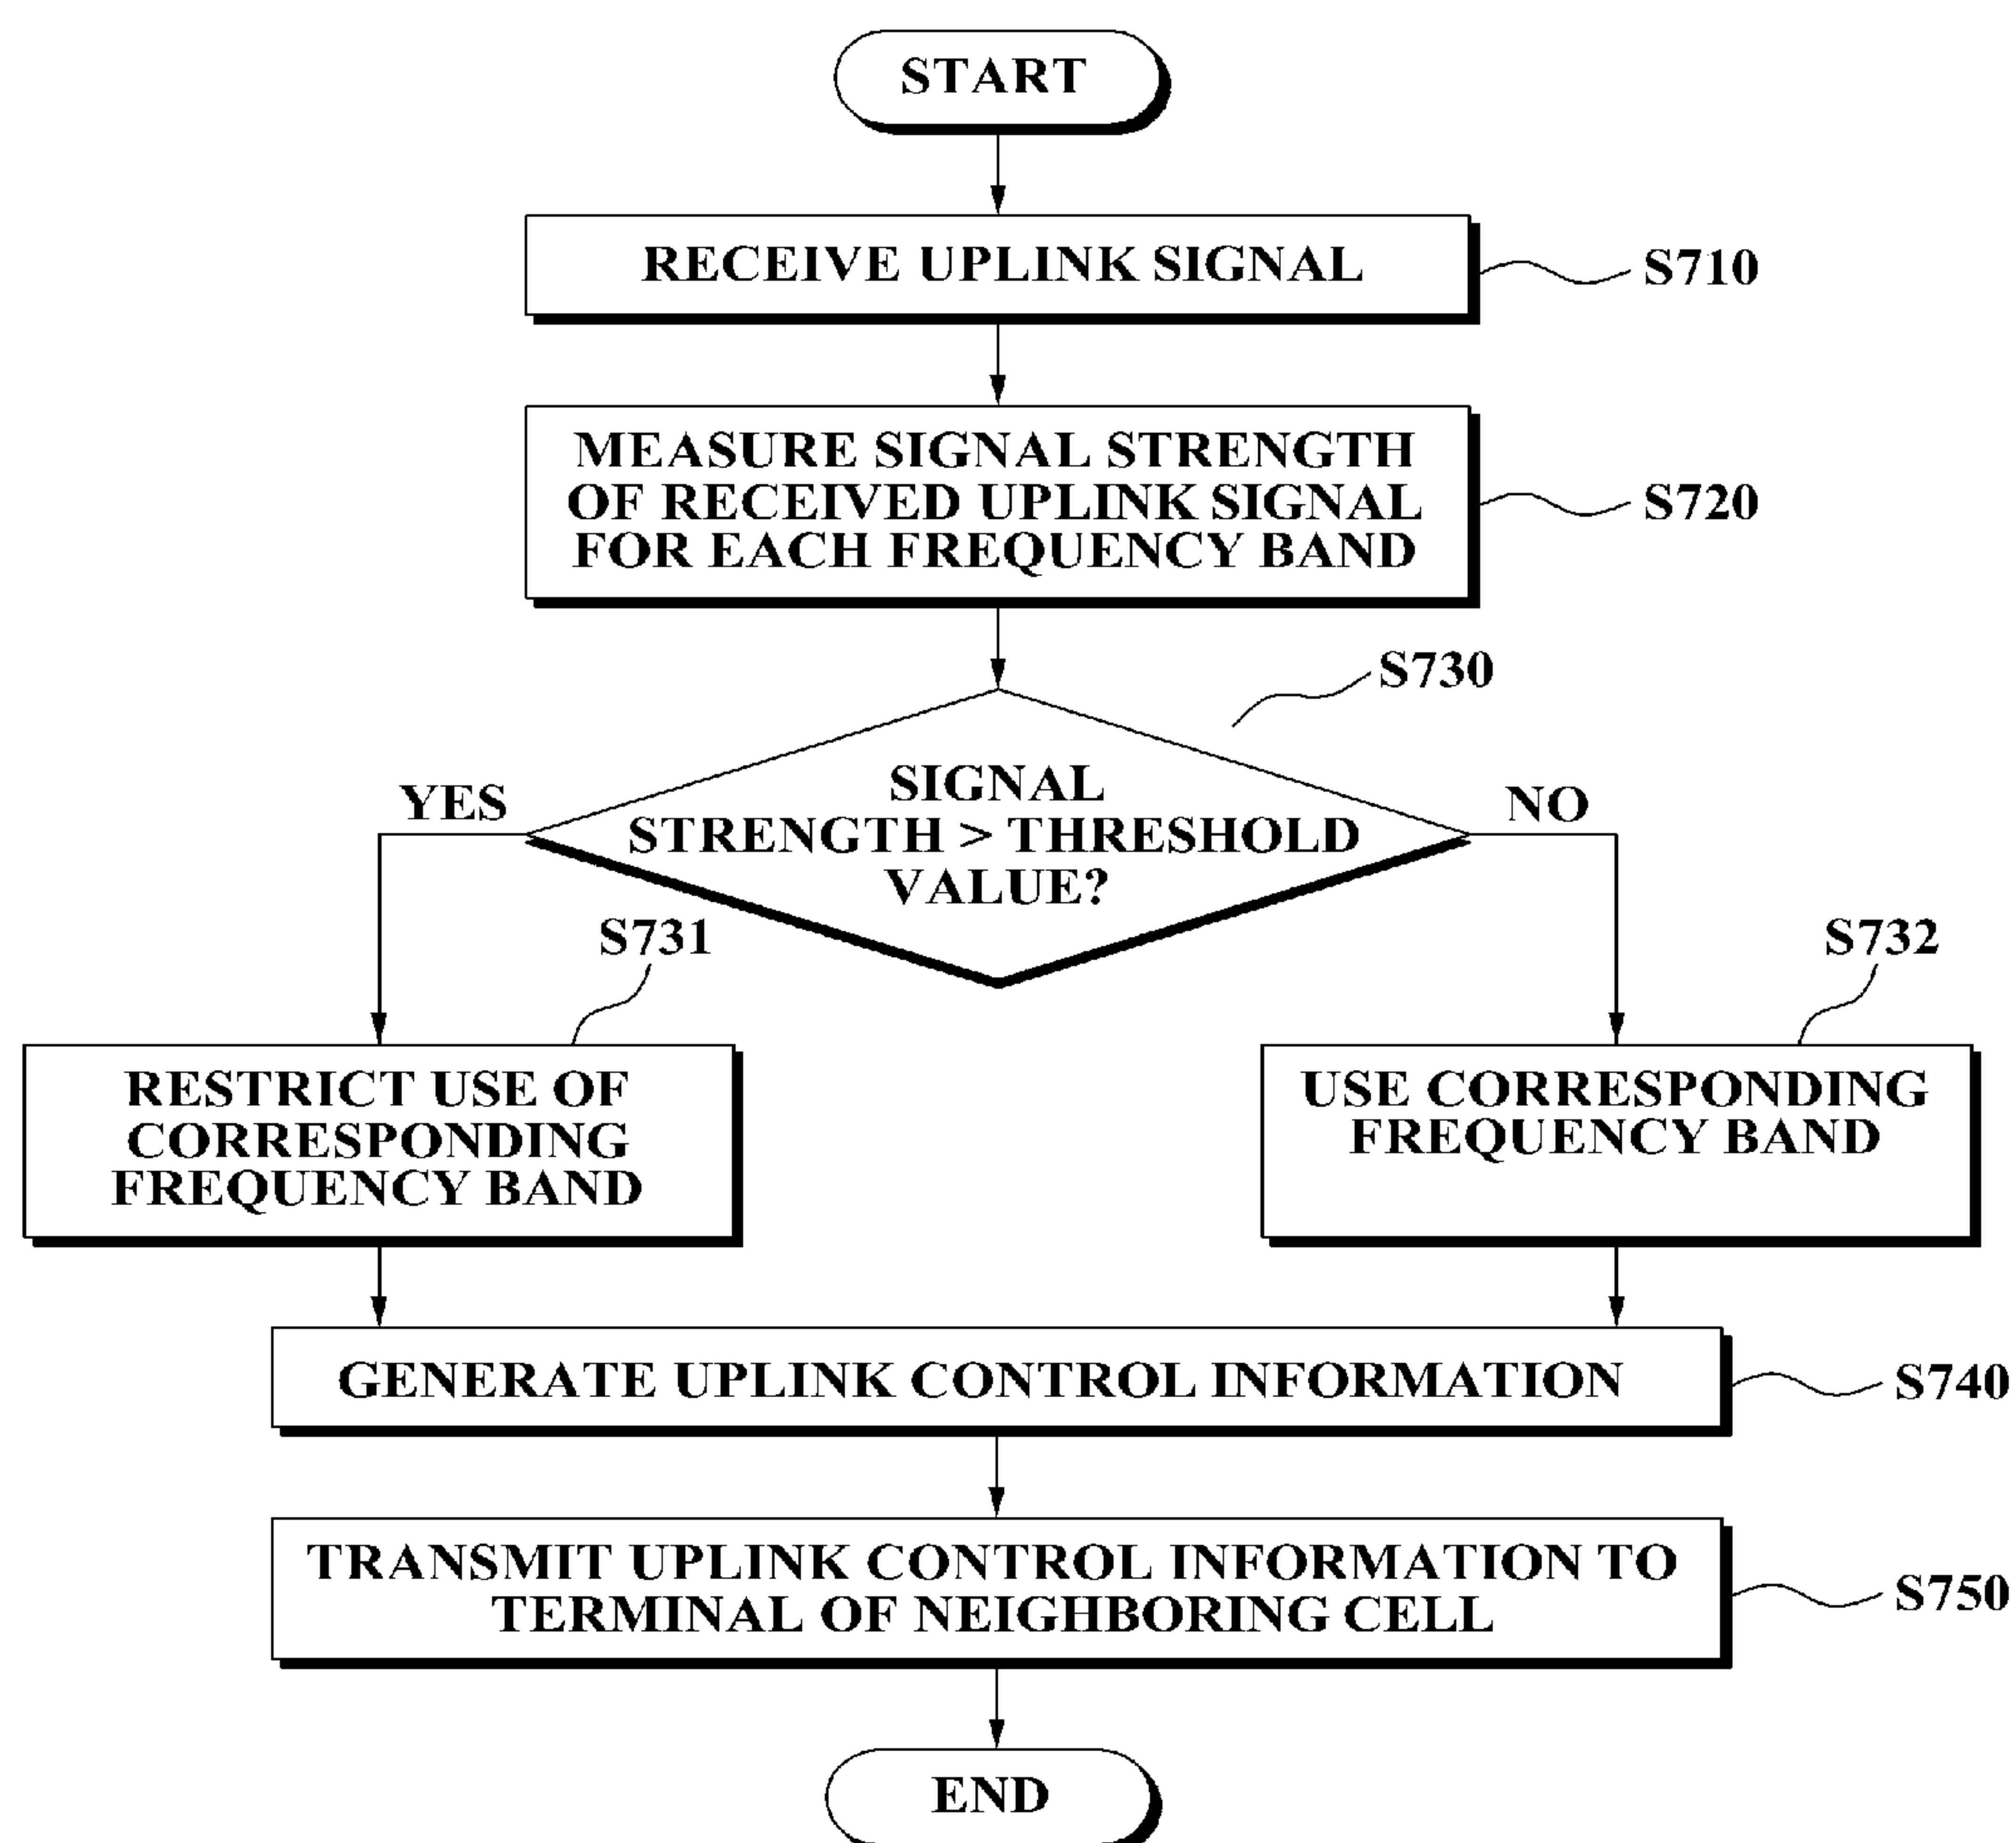 START
RECEIVE UPLINK SIGNAL
S710
MEASURE SIGNAL STRENGTH
OF RECEIVED UPLINK SIGNAL
FOR EACH FREQUENCY BAND
S720
S730
SIGNAL
STRENGTH > THRESHOLD
VALUE?
YES
NO
S731
S732
RESTRICT USE OF
CORRESPONDING
FREQUENCY BAND
USE CORRESPONDING
FREQUENCY BAND
GENERATE UPLINK CONTROL INFORMATION
S740
TRANSMIT UPLINK CONTROL INFORMATION TO
TERMINAL OF NEIGHBORING CELL
S750
END